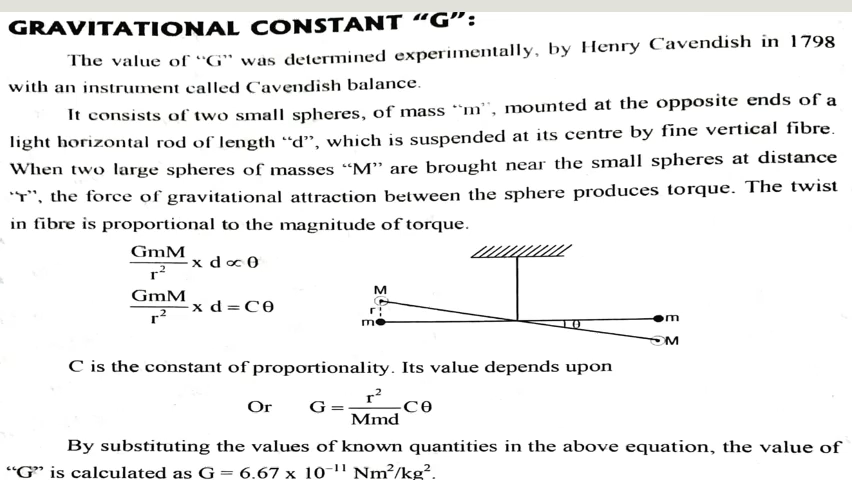 GRAVITATIONAL CONSTANT “G”:
The value of “G” was determined experimentally, by Henry Cavendish in 1798
with an instrument called Cavendish balance.
It consists of two small spheres, of mass “m”, mounted at the opposite ends of a
light horizontal rod of length “d”, which is suspended at its centre by fine vertical fibre.
When two large spheres of masses “M” are brought near the small spheres at distance
“r”, the force of gravitational attraction between the sphere produces torque. The twist
in fibre is proportional to the magnitude of torque.
GmM/r² x d ∝ θ
GmM/r² x d = Cθ
M
r
m
θ
m
M
C is the constant of proportionality. Its value depends upon
Or G = r²/Mmd Cθ
By substituting the values of known quantities in the above equation, the value of
“G” is calculated as G = 6.67 x 10⁻¹¹ Nm²/kg².